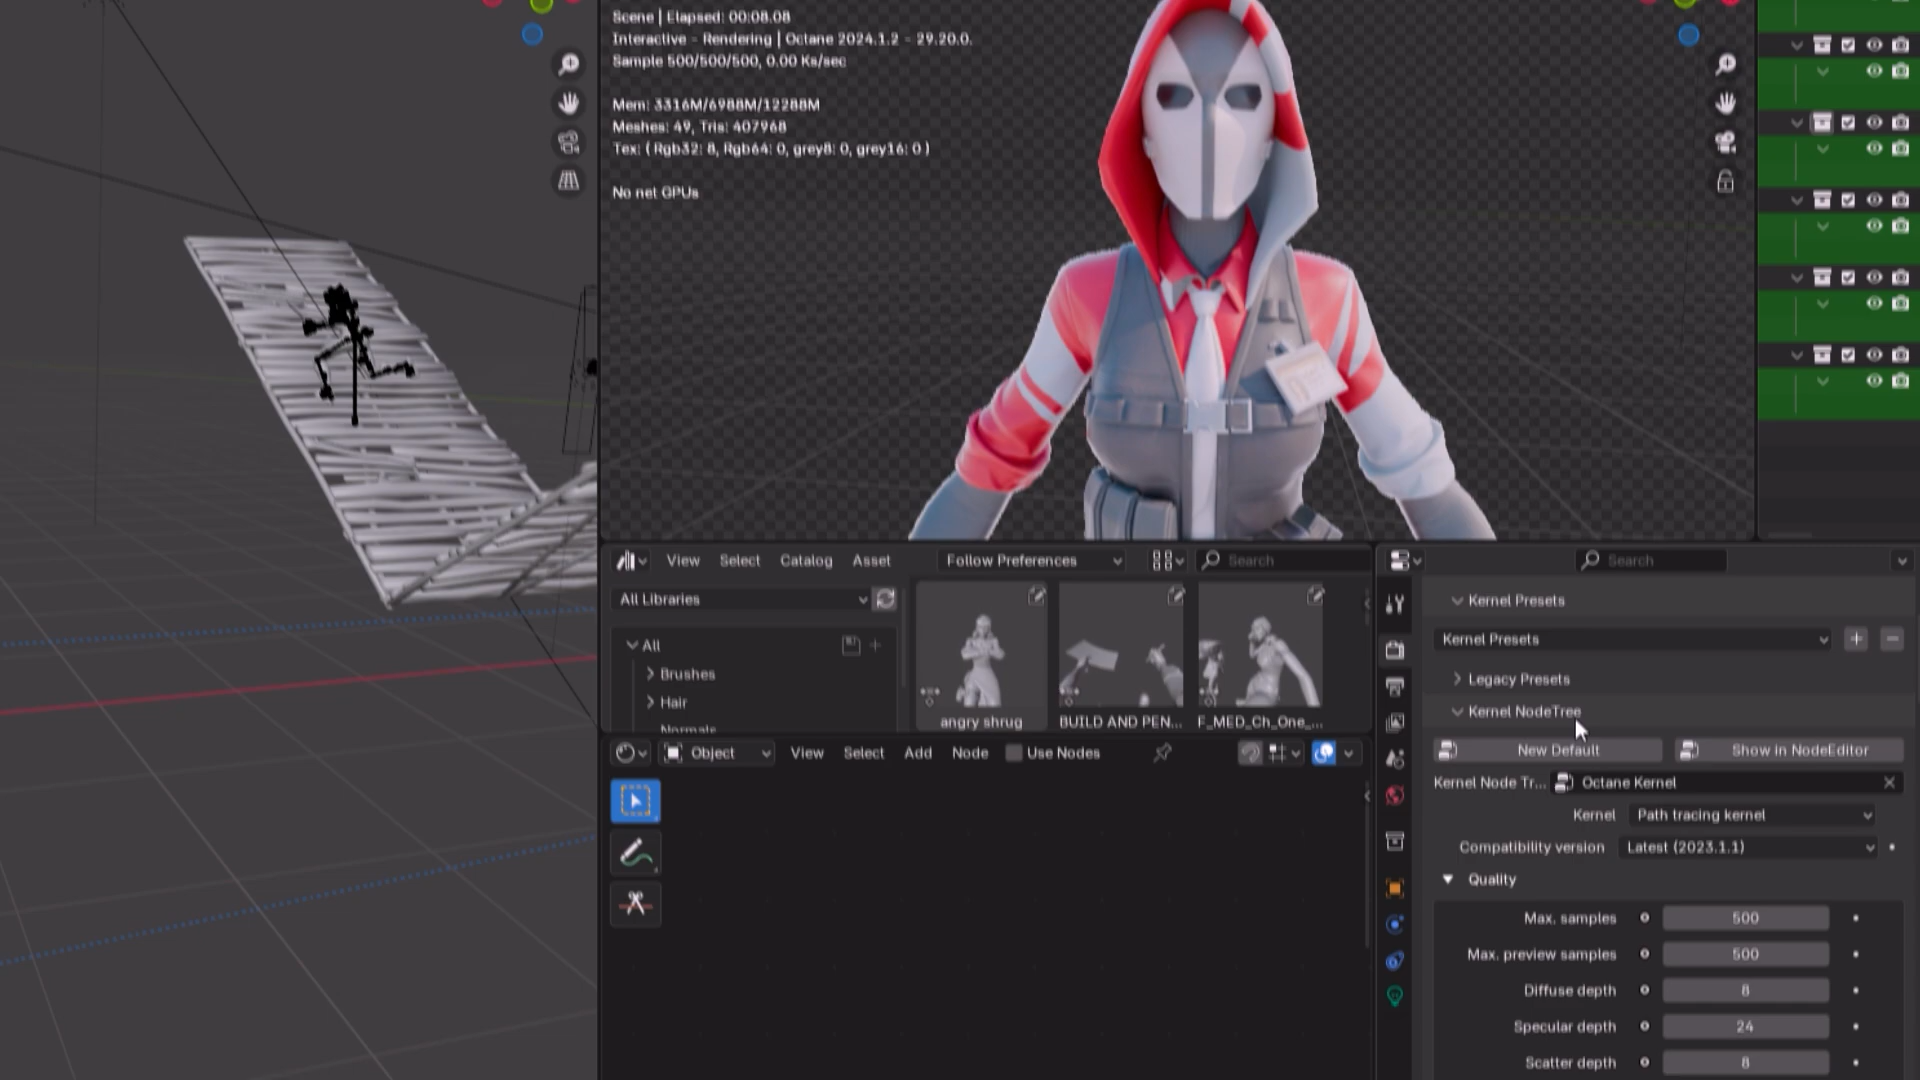 Scene | Elapsed: 00:08.08
Interactive - Rendering | Octane 2024.1.2 - 29.20.0.
Sample 500/500/500, 0.00 Ks/sec
Mem: 3316M/6988M/12288M
Meshes: 49, Tris: 407968
Tex: ( Rgb32: 8, Rgb64: 0, grey8: 0, grey16: 0 )
No net GPUs
View Select Catalog Asset Follow Preferences Search
All Libraries
All
Brushes
Hair
Normals
angry shrug BUILD AND PEN... F_MED_Ch_One_...
Object View Select Add Node Use Nodes
Search
Kernel Presets
Kernel Presets
Legacy Presets
Kernel NodeTree
New Default Show in NodeEditor
Kernel Node Tr... Octane Kernel
Kernel Path tracing kernel
Compatibility version Latest (2023.1.1)
Quality
Max. samples 500
Max. preview samples 500
Diffuse depth 8
Specular depth 24
Scatter depth 8